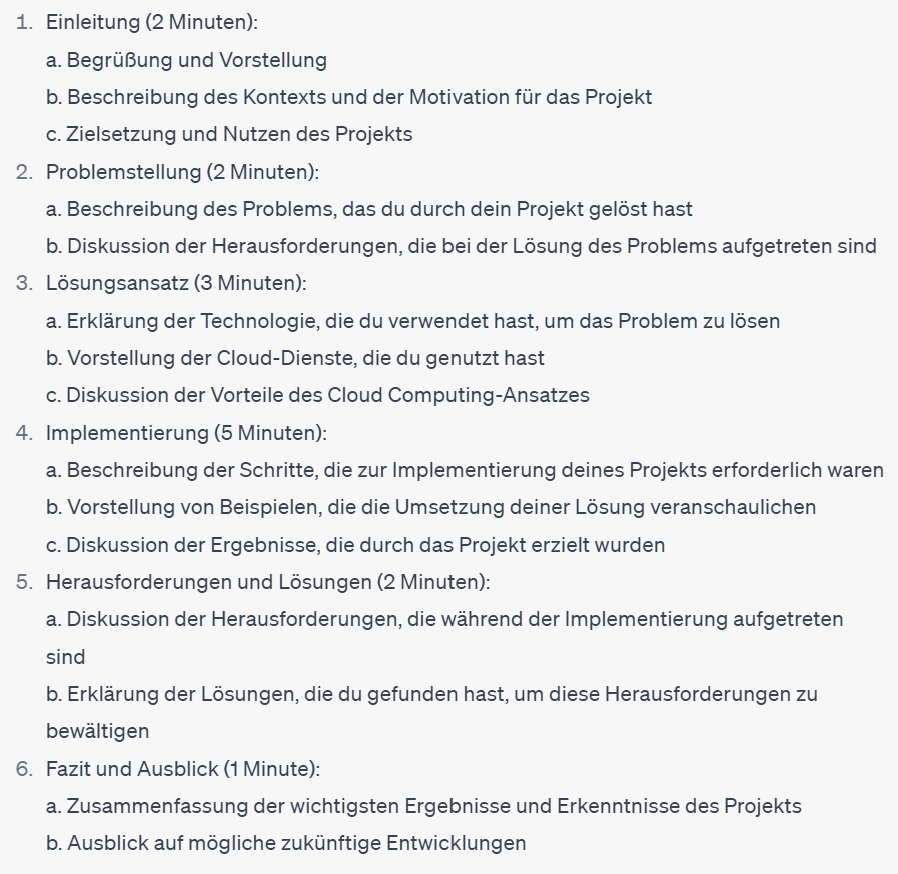 1. Einleitung (2 Minuten):
a. Begrüßung und Vorstellung
b. Beschreibung des Kontexts und der Motivation für das Projekt
c. Zielsetzung und Nutzen des Projekts
2. Problemstellung (2 Minuten):
a. Beschreibung des Problems, das du durch dein Projekt gelöst hast
b. Diskussion der Herausforderungen, die bei der Lösung des Problems aufgetreten sind
3. Lösungsansatz (3 Minuten):
a. Erklärung der Technologie, die du verwendet hast, um das Problem zu lösen
b. Vorstellung der Cloud-Dienste, die du genutzt hast
c. Diskussion der Vorteile des Cloud Computing-Ansatzes
4. Implementierung (5 Minuten):
a. Beschreibung der Schritte, die zur Implementierung deines Projekts erforderlich waren
b. Vorstellung von Beispielen, die die Umsetzung deiner Lösung veranschaulichen
c. Diskussion der Ergebnisse, die durch das Projekt erzielt wurden
5. Herausforderungen und Lösungen (2 Minuten):
a. Diskussion der Herausforderungen, die während der Implementierung aufgetreten
sind
b. Erklärung der Lösungen, die du gefunden hast, um diese Herausforderungen zu
bewältigen
6. Fazit und Ausblick (1 Minute):
a. Zusammenfassung der wichtigsten Ergebnisse und Erkenntnisse des Projekts
b. Ausblick auf mögliche zukünftige Entwicklungen